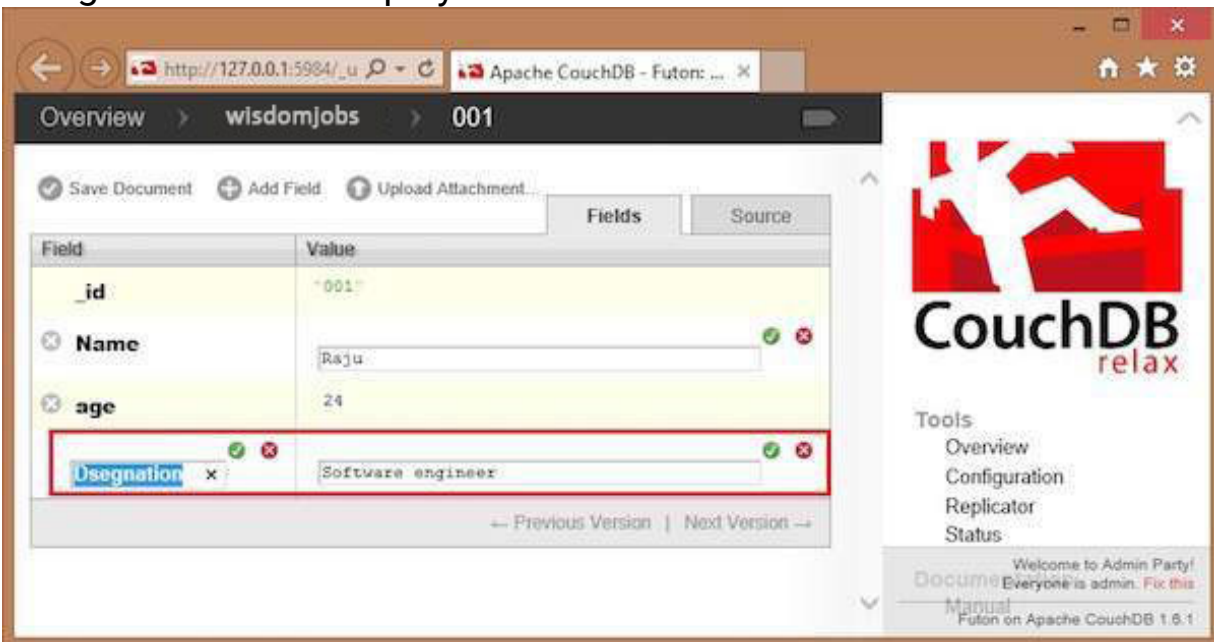 http://127.0.0.1:5984/_u
Apache CouchDB - Futon: ...
Overview
wisdomjobs
001
Save Document
Add Field
Upload Attachment...
Fields
Source
Field
Value
_id
"001"
Name
Raju
age
24
Dsegnation
Software engineer
← Previous Version | Next Version →
CouchDB
relax
Tools
Overview
Configuration
Replicator
Status
Welcome to Admin Party!
Everyone is admin. Fix this
Manual
Futon on Apache CouchDB 1.6.1